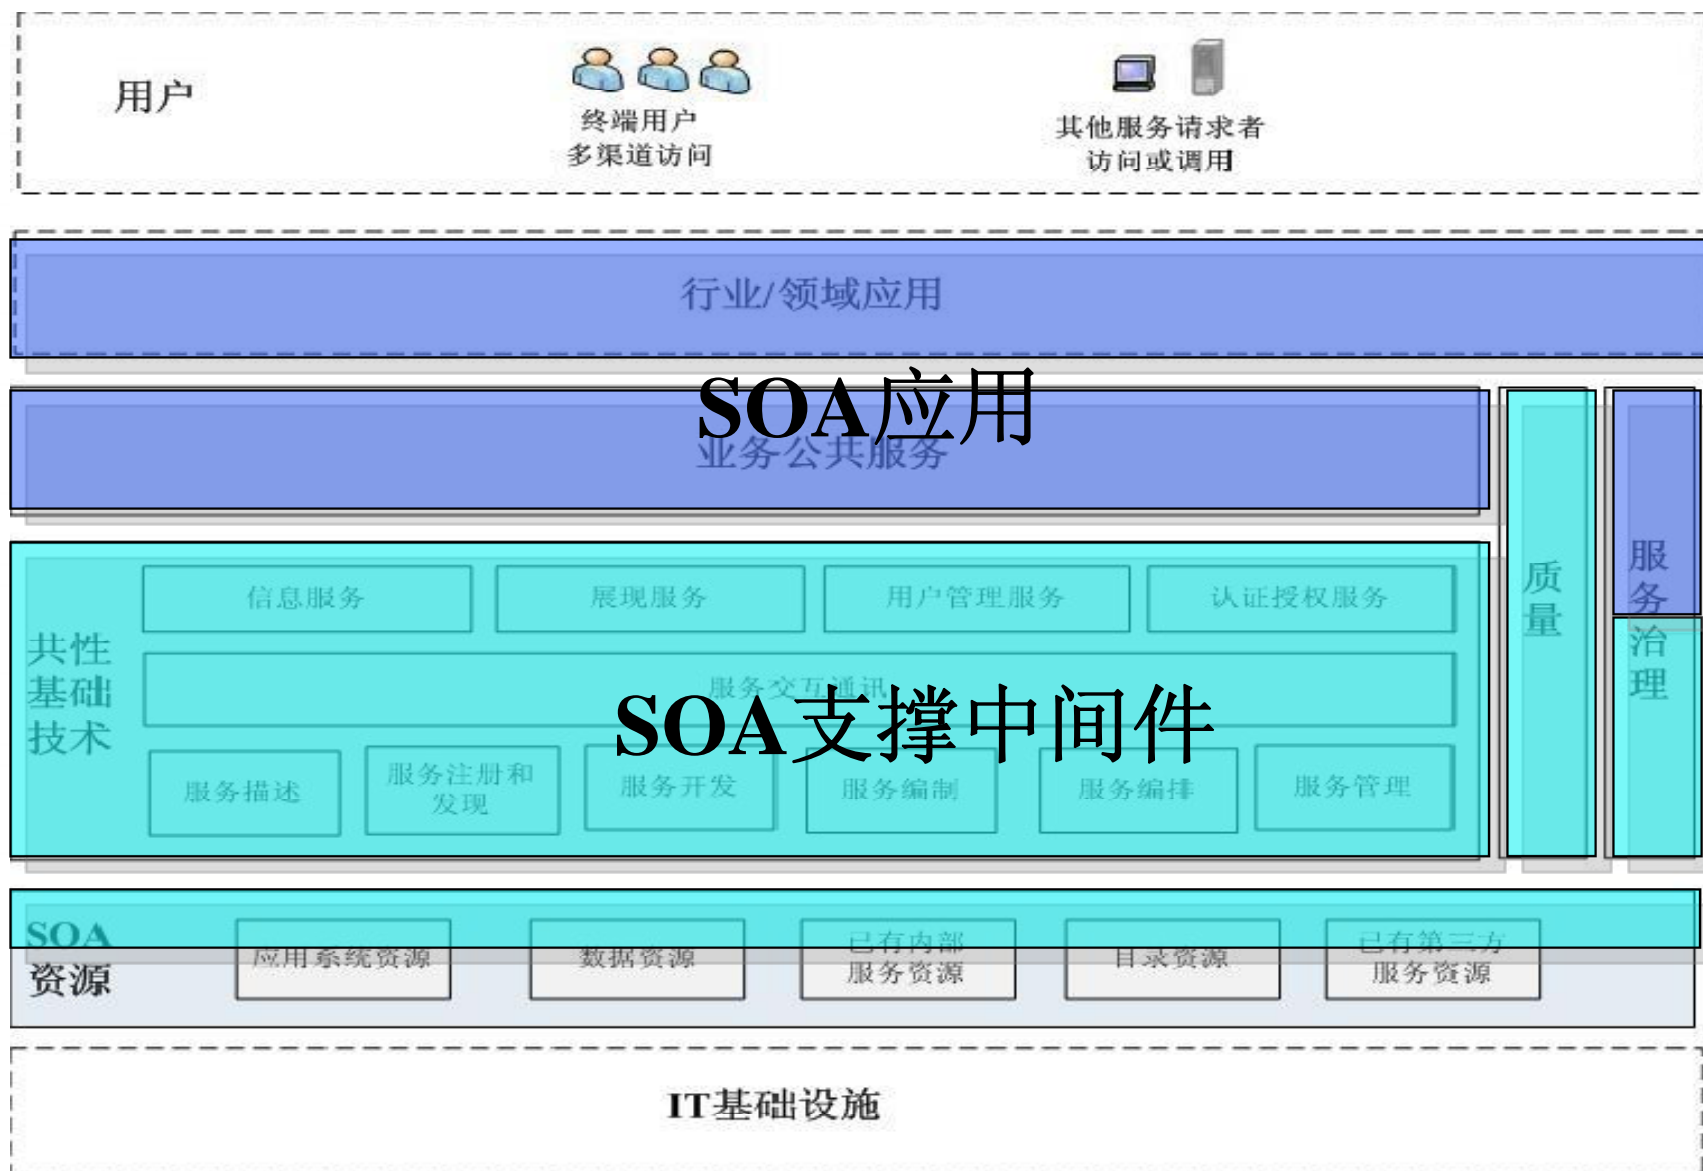 用户
终端用户
多渠道访问
其他服务请求者
访问或调用
行业/领域应用
SOA应用
业务公共服务
共性
基础
技术
信息服务
展现服务
用户管理服务
认证授权服务
服务交互通讯
SOA支撑中间件
服务描述
服务注册和
发现
服务开发
服务编制
服务编排
服务管理
质
量
服
务
治
理
SOA
资源
应用系统资源
数据资源
已有内部
服务资源
目录资源
已有第三方
服务资源
IT基础设施